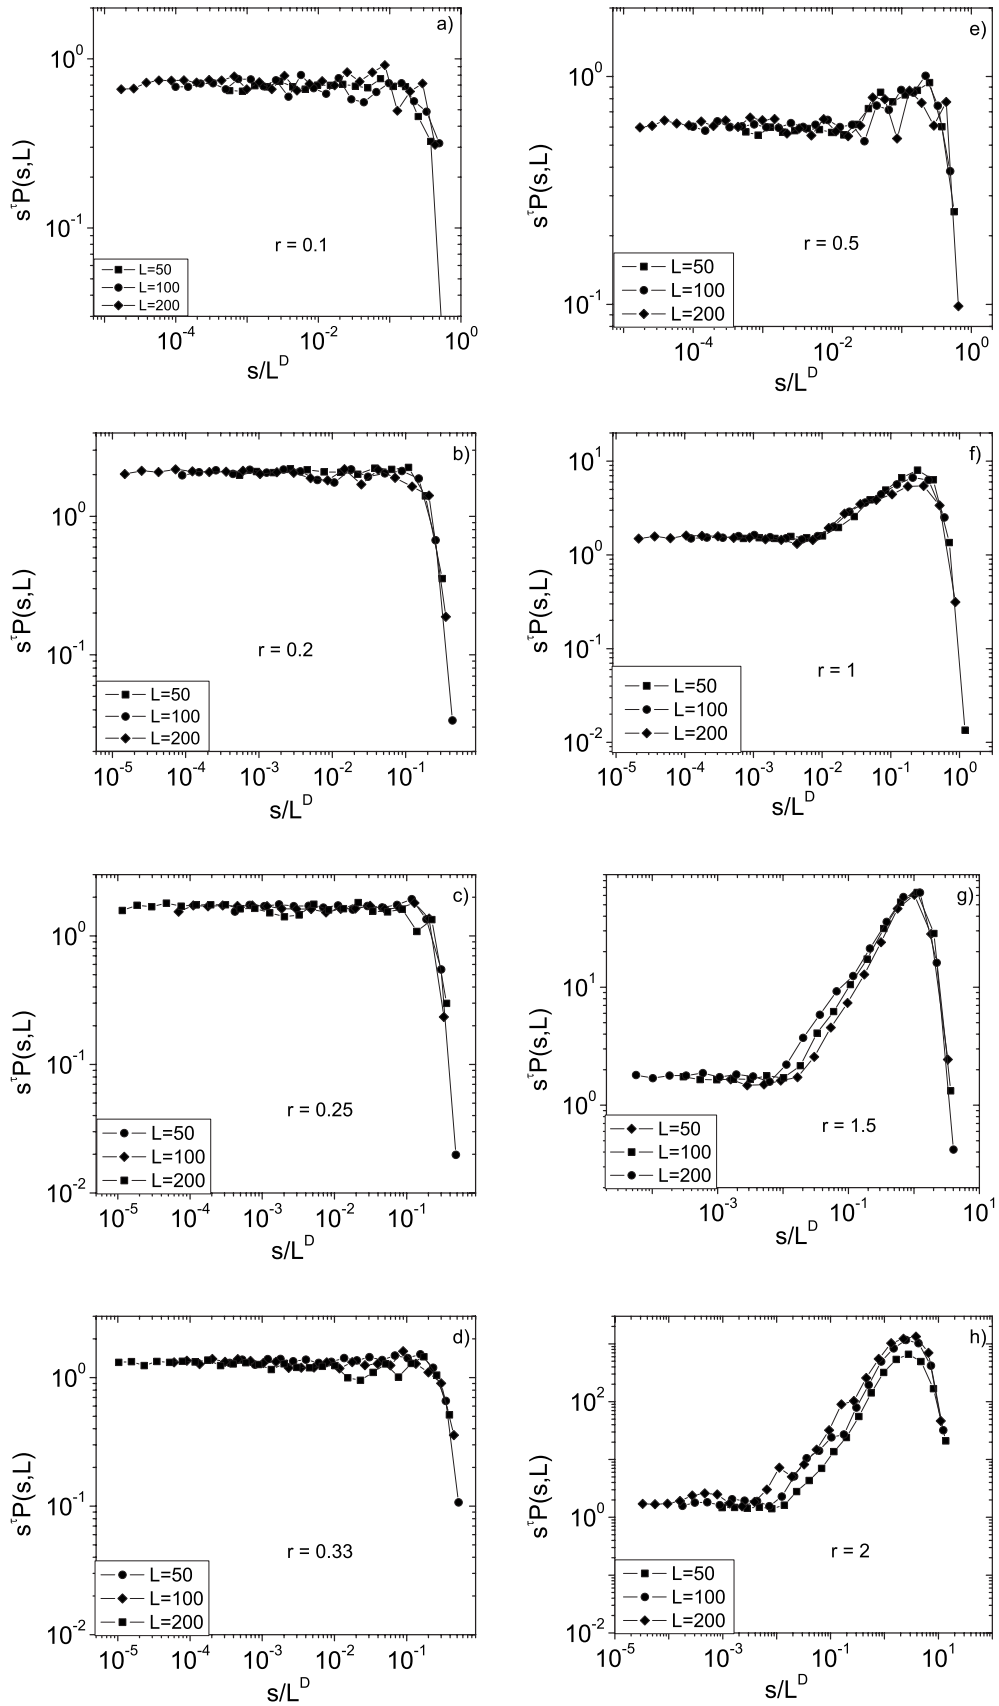 a)
10^0
10^-1
s^τP(s,L)
r = 0.1
L=50
L=100
L=200
10^-4
10^-2
10^0
s/L^D
e)
10^0
10^-1
s^τP(s,L)
r = 0.5
L=50
L=100
L=200
10^-4
10^-2
10^0
s/L^D
b)
10^0
10^-1
s^τP(s,L)
r = 0.2
L=50
L=100
L=200
10^-5
10^-4
10^-3
10^-2
10^-1
s/L^D
f)
10^1
10^0
10^-1
10^-2
s^τP(s,L)
r = 1
L=50
L=100
L=200
10^-5
10^-4
10^-3
10^-2
10^-1
10^0
s/L^D
c)
10^0
10^-1
10^-2
s^τP(s,L)
r = 0.25
L=50
L=100
L=200
10^-5
10^-4
10^-3
10^-2
10^-1
s/L^D
g)
10^1
10^0
s^τP(s,L)
r = 1.5
L=50
L=100
L=200
10^-3
10^-1
10^1
s/L^D
d)
10^0
10^-1
10^-2
s^τP(s,L)
r = 0.33
L=50
L=100
L=200
10^-5
10^-4
10^-3
10^-2
10^-1
s/L^D
h)
10^2
10^0
10^-2
s^τP(s,L)
r = 2
L=50
L=100
L=200
10^-5
10^-3
10^-1
10^1
s/L^D